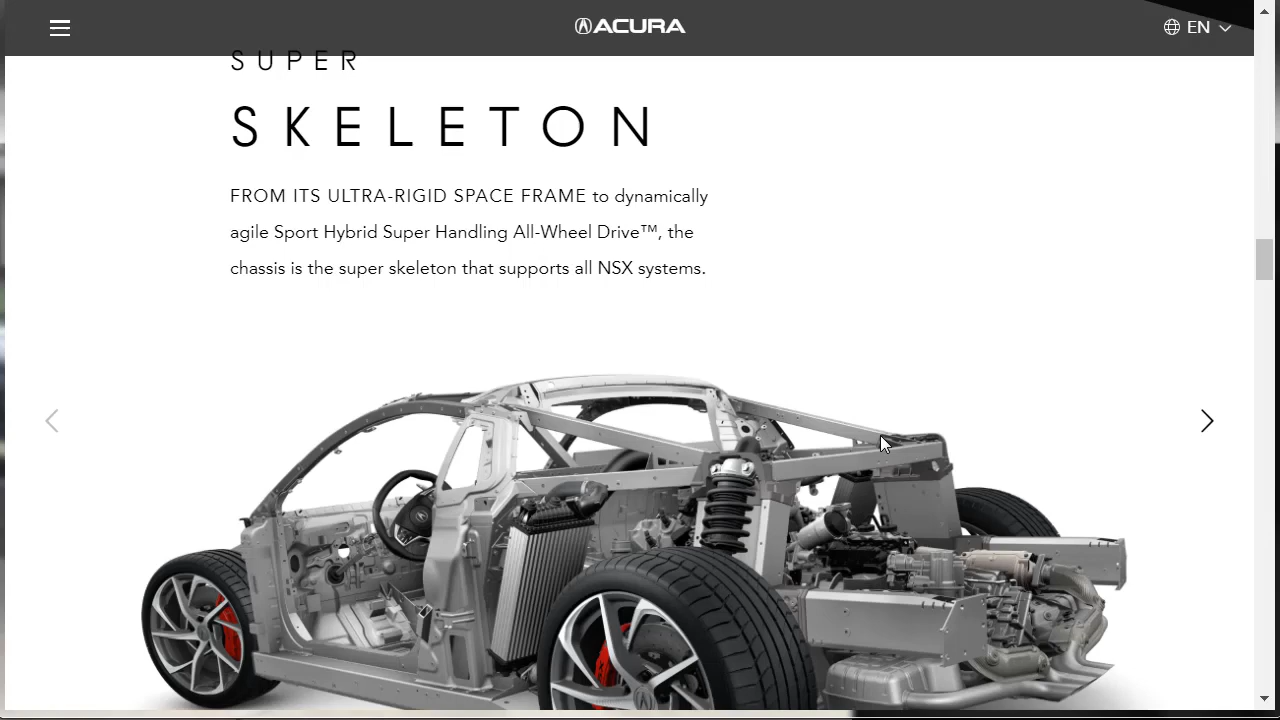 ACURA
EN
SUPER
SKELETON
FROM ITS ULTRA-RIGID SPACE FRAME to dynamically
agile Sport Hybrid Super Handling All-Wheel Drive™, the
chassis is the super skeleton that supports all NSX systems.